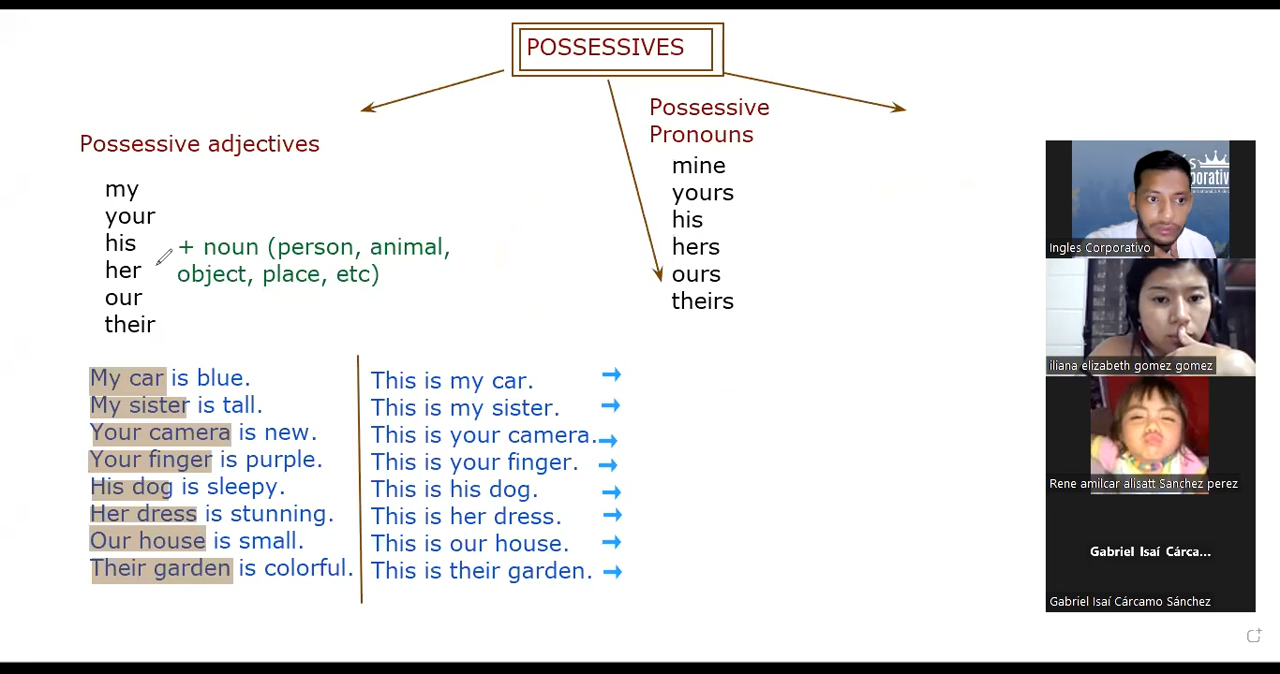 POSSESSIVES
Possessive adjectives
my
your
his
her
our
their
+ noun (person, animal,
object, place, etc)
Possessive
Pronouns
mine
yours
his
hers
ours
theirs
My car is blue.
My sister is tall.
Your camera is new.
Your finger is purple.
His dog is sleepy.
Her dress is stunning.
Our house is small.
Their garden is colorful.
This is my car.
This is my sister.
This is your camera.
This is your finger.
This is his dog.
This is her dress.
This is our house.
This is their garden.
Ingles Corporativo
iliana elizabeth gomez gomez
Rene amilcar alisatt Sanchez perez
Gabriel Isaí Cárca...
Gabriel Isaí Cárcamo Sánchez